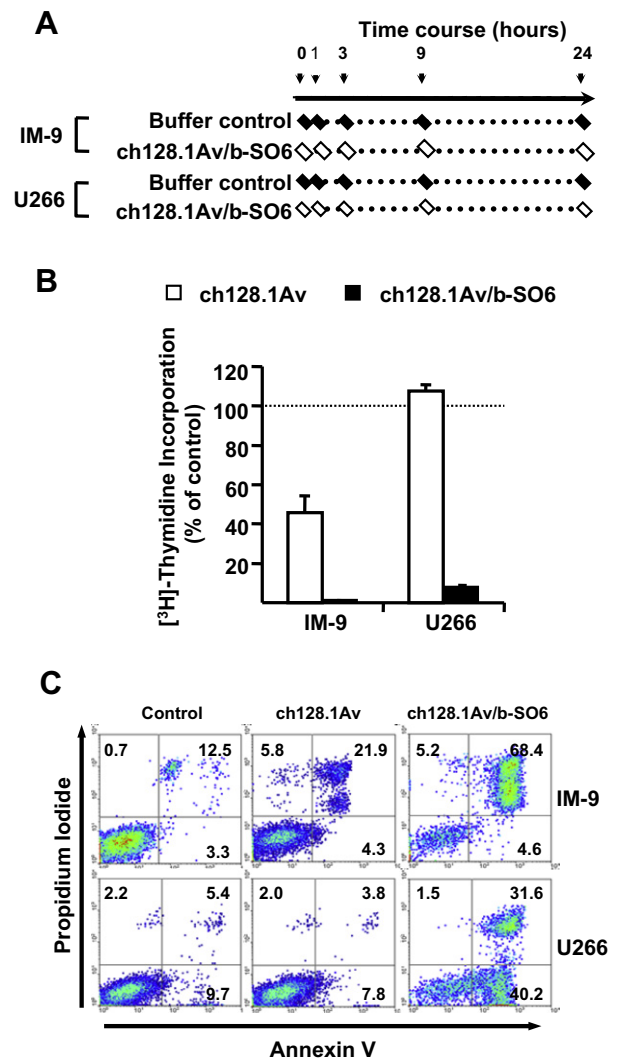 A
Time course (hours)
0 1 3 9 24
IM-9
Buffer control
ch128.1Av/b-SO6
U266
Buffer control
ch128.1Av/b-SO6
B
ch128.1Av
ch128.1Av/b-SO6
[³H]-Thymidine Incorporation
(% of control)
120
100
80
60
40
20
IM-9 U266
C
Control ch128.1Av ch128.1Av/b-SO6
Propidium Iodide
0.7 12.5 5.8 21.9 5.2 68.4
IM-9
3.3 4.3 4.6
2.2 5.4 2.0 3.8 1.5 31.6
U266
9.7 7.8 40.2
Annexin V